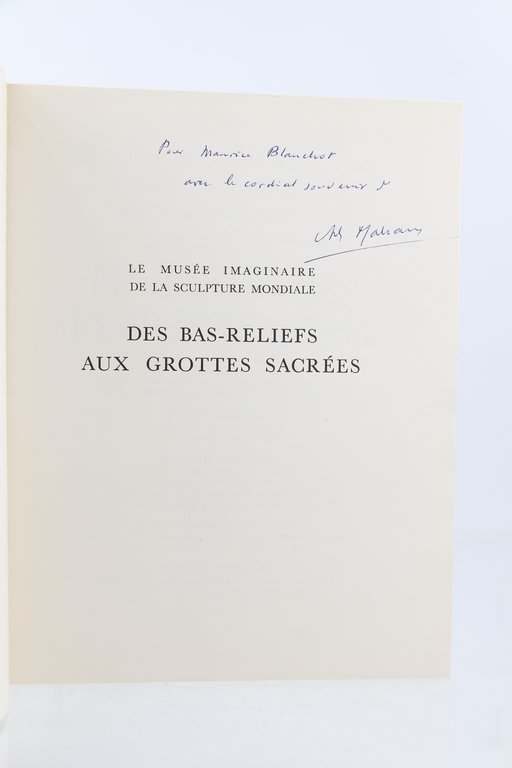 Pour Maurice Blanchot
avec le cordial souvenir d
André Malraux
LE MUSÉE IMAGINAIRE
DE LA SCULPTURE MONDIALE
DES BAS-RELIEFS
AUX GROTTES SACRÉES